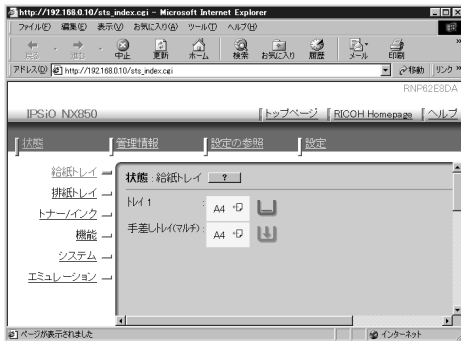 http://192.168.0.10/sts_index.cgi - Microsoft Internet Explorer
ファイル(F) 編集(E) 表示(V) お気に入り(A) ツール(T) ヘルプ(H)
戻る 進む 中止 更新 ホーム 検索 お気に入り 履歴 メール 印刷
アドレス(D) http://192.168.0.10/sts_index.cgi 移動 リンク
RNP62E8DA
IPSiO NX850 トップページ RICOH Homepage ヘルプ
状態 管理情報 設定の参照 設定
給紙トレイ
排紙トレイ
トナー/インク
機能
システム
エミュレーション
状態 : 給紙トレイ ?
トレイ 1 : A4
手差しトレイ(マルチ) : A4
ページが表示されました インターネット